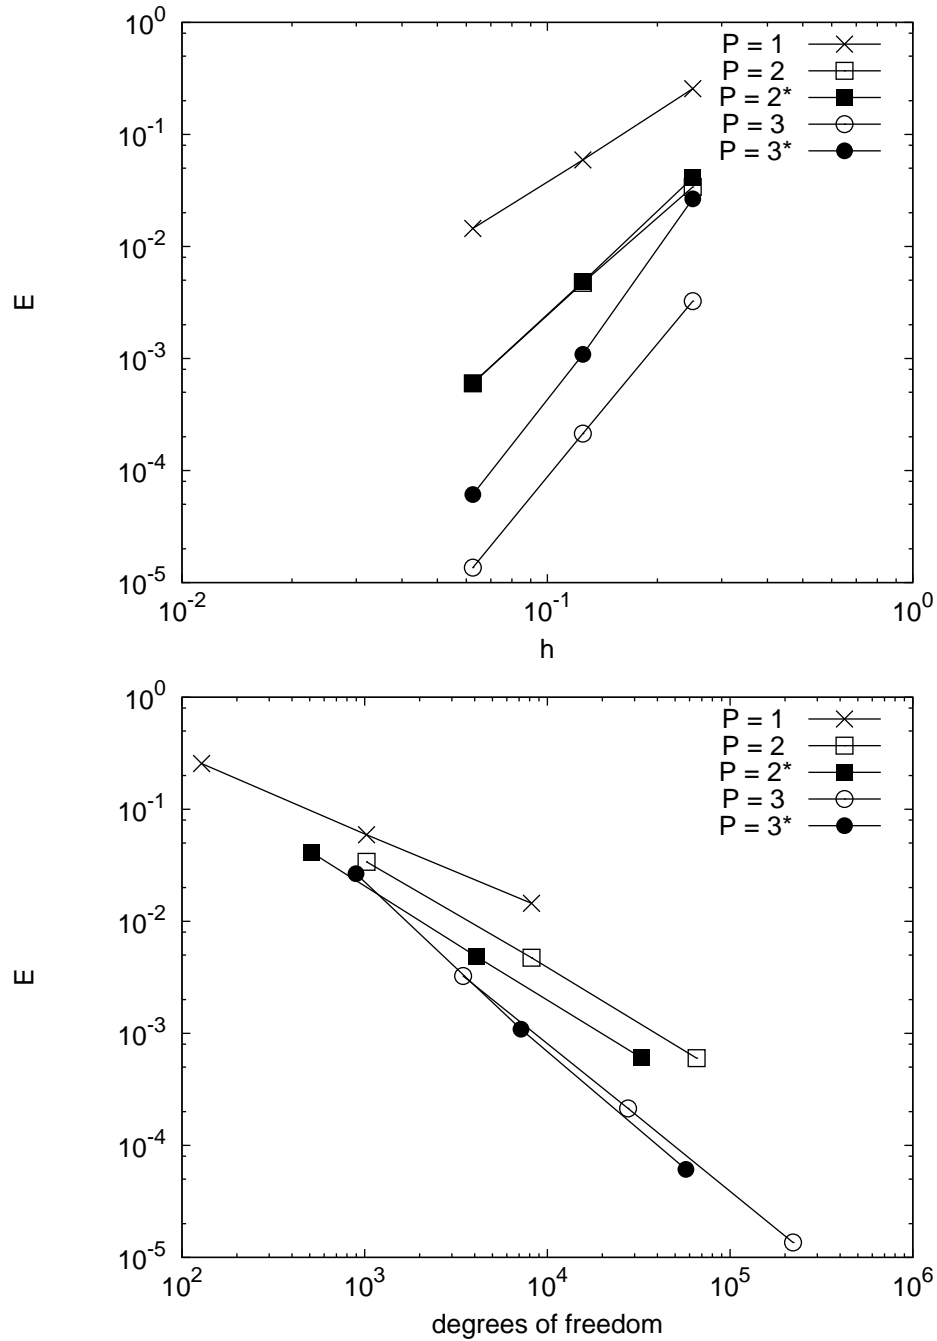 10^0
10^-1
10^-2
10^-3
10^-4
10^-5
E
P = 1
P = 2
P = 2*
P = 3
P = 3*
10^-2 10^-1 10^0
h
10^0
10^-1
10^-2
10^-3
10^-4
10^-5
E
P = 1
P = 2
P = 2*
P = 3
P = 3*
10^2 10^3 10^4 10^5 10^6
degrees of freedom